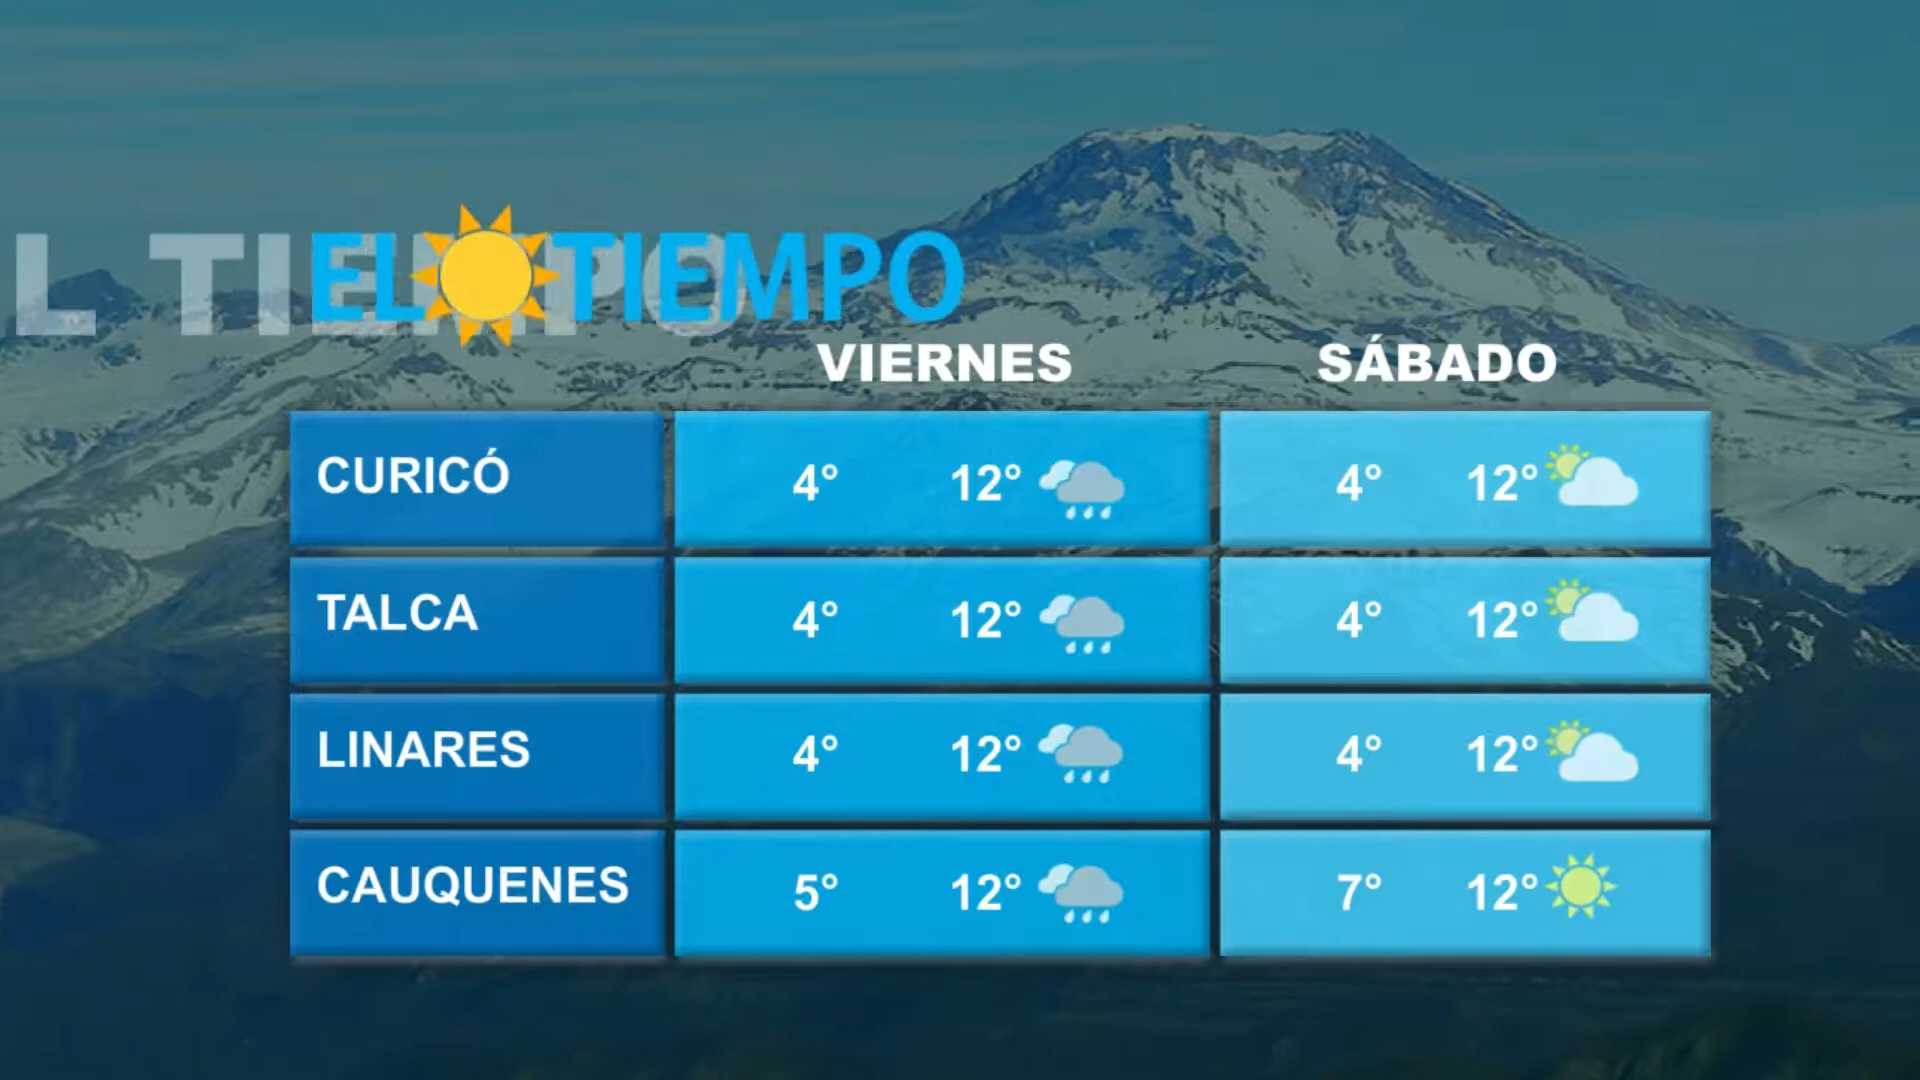 L TIEMPO
EL TIEMPO
VIERNES SÁBADO
CURICÓ 4° 12° 4° 12°
TALCA 4° 12° 4° 12°
LINARES 4° 12° 4° 12°
CAUQUENES 5° 12° 7° 12°